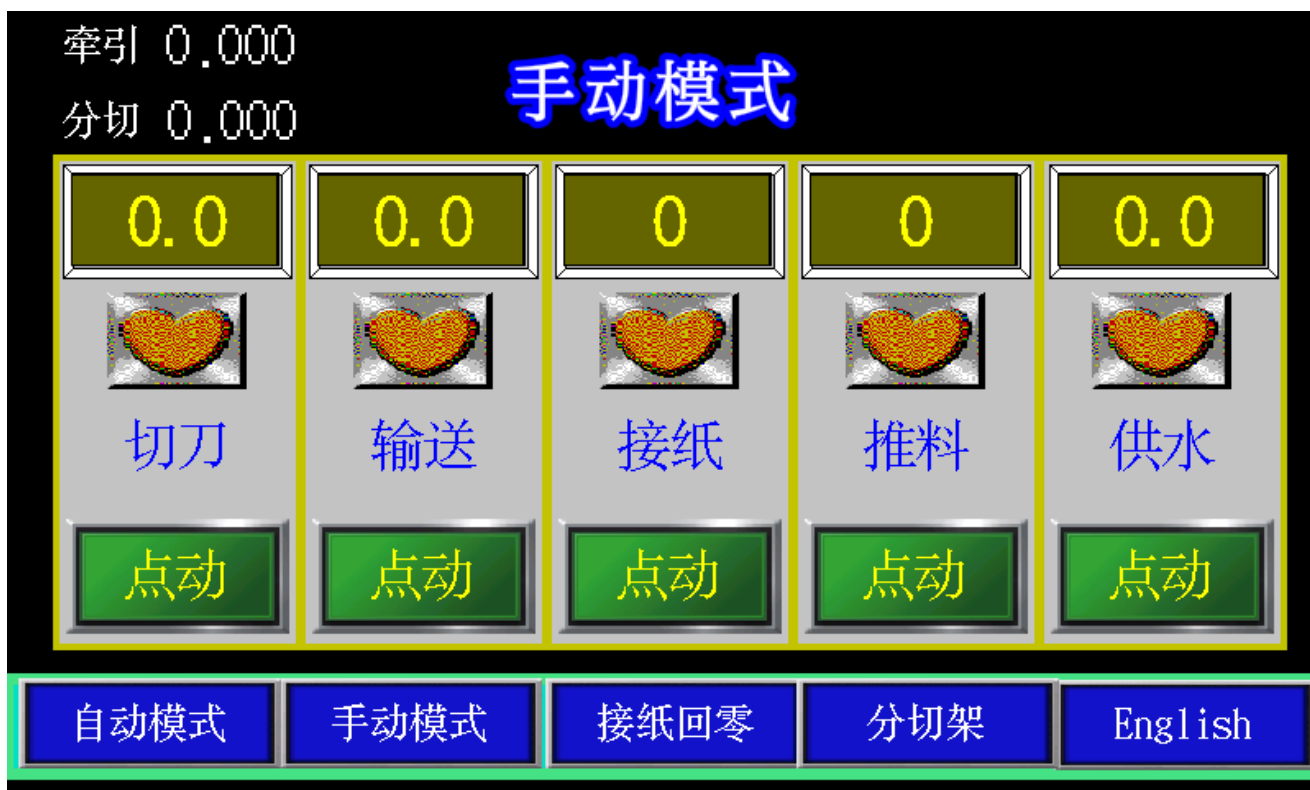 牵引 0.000
手动模式
分切 0.000
0.0 0.0 0 0 0.0
切刀 输送 接纸 推料 供水
点动 点动 点动 点动 点动
自动模式 手动模式 接纸回零 分切架 English